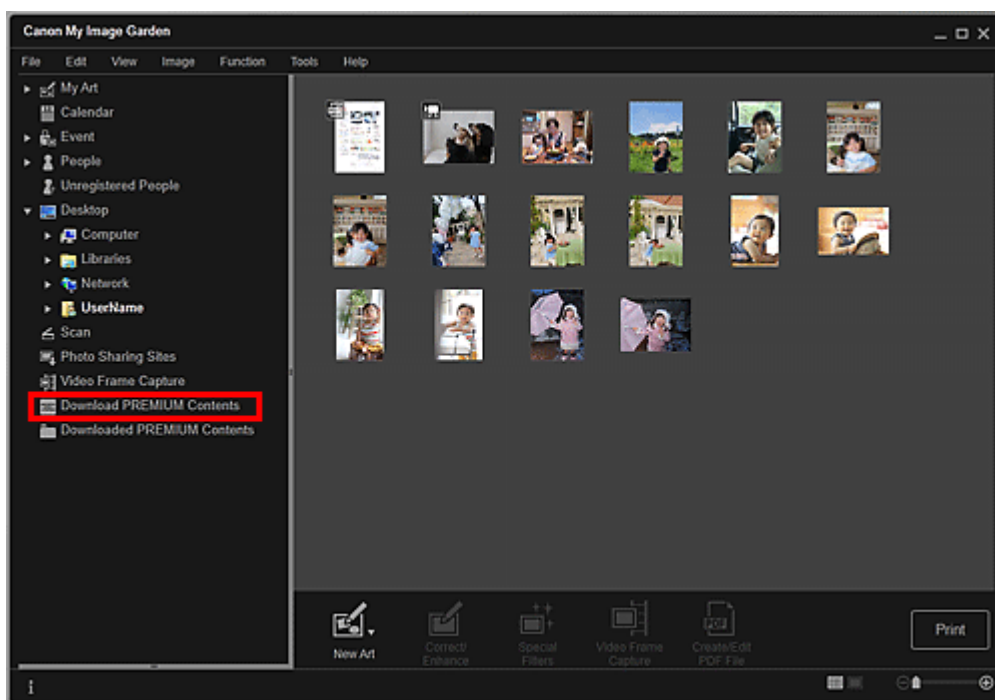 Canon My Image Garden
File Edit View Image Function Tools Help
My Art
Calendar
Event
People
Unregistered People
Desktop
Computer
Libraries
Network
UserName
Scan
Photo Sharing Sites
Video Frame Capture
Download PREMIUM Contents
Downloaded PREMIUM Contents
New Art
Correct/
Enhance
Special
Filters
Video Frame
Capture
PDF
Create/Edit
PDF File
Print